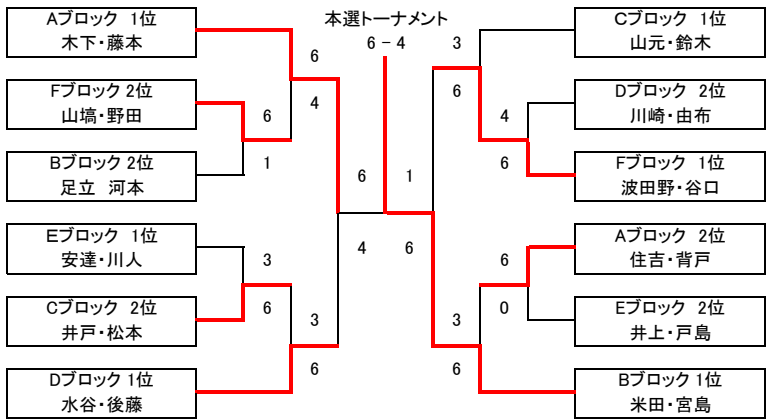 本選トーナメント
6 - 4
Aブロック 1位
木下・藤本
Fブロック 2位
山塙・野田
Bブロック 2位
足立 河本
Eブロック 1位
安達・川人
Cブロック 2位
井戸・松本
Dブロック 1位
水谷・後藤
6
4
6
1
3
6
3
6
6
4
Cブロック 1位
山元・鈴木
Dブロック 2位
川崎・由布
Fブロック 1位
波田野・谷口
Aブロック 2位
住吉・背戸
Eブロック 2位
井上・戸島
Bブロック 1位
米田・宮島
3
6
4
6
1
6
6
0
3
6